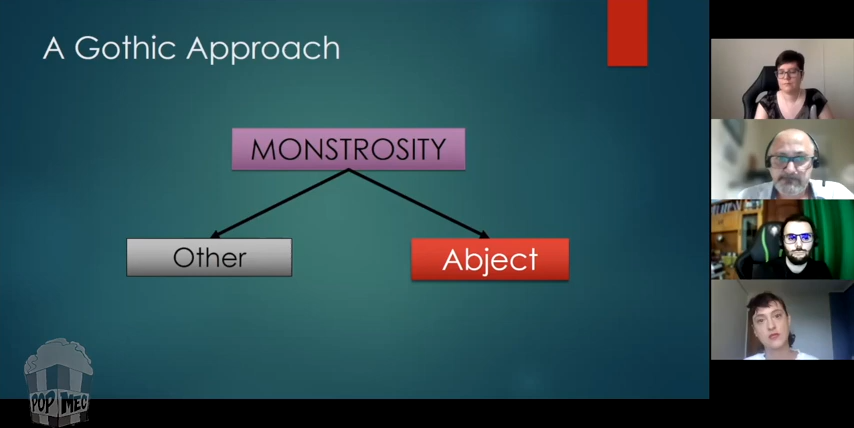 A Gothic Approach
MONSTROSITY
Other
Abject
POP MEC